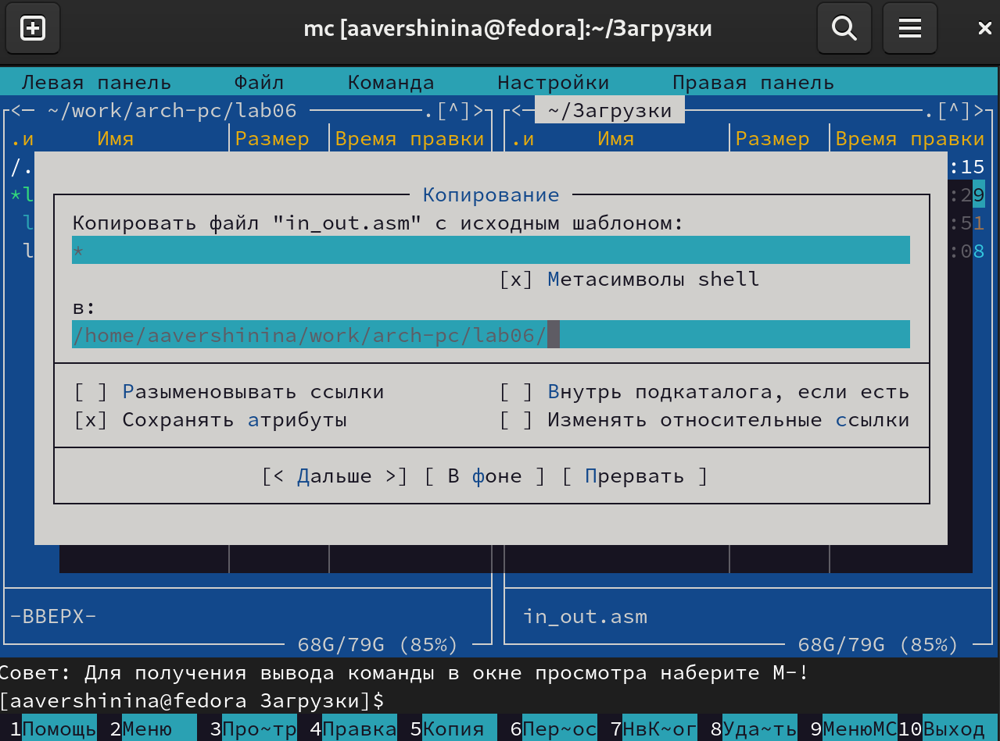 mc [aavershinina@fedora]:~/Загрузки
Левая панель Файл Команда Настройки Правая панель
<— ~/work/arch-pc/lab06 .[^]> <— ~/Загрузки .[^]>
.и Имя Размер Время правки .и Имя Размер Время правки
/. :15
*l Копирование :29
l Копировать файл "in_out.asm" с исходным шаблоном: :51
l * :08
[x] Метасимволы shell
в:
/home/aavershinina/work/arch-pc/lab06/
[ ] Разыменовывать ссылки [ ] Внутрь подкаталога, если есть
[x] Сохранять атрибуты [ ] Изменять относительные ссылки
[< Дальше >] [ В фоне ] [ Прервать ]
-ВВЕРХ- in_out.asm
68G/79G (85%) 68G/79G (85%)
Совет: Для получения вывода команды в окне просмотра наберите M-!
[aavershinina@fedora Загрузки]$
1Помощь 2Меню 3Про~тр 4Правка 5Копия 6Пер~ос 7НвК~ог 8Уда~ть 9МенюMC 10Выход